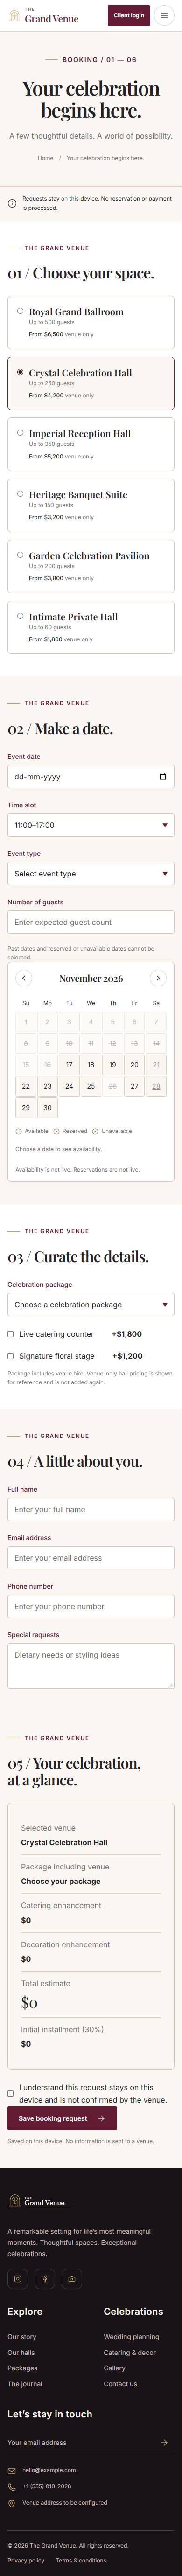 THE
Grand Venue
Client login
BOOKING / 01 — 06
Your celebration
begins here.
A few thoughtful details. A world of possibility.
Home / Your celebration begins here.
Requests stay on this device. No reservation or payment
is processed.
THE GRAND VENUE
01 / Choose your space.
Royal Grand Ballroom
Up to 500 guests
From $6,500 venue only
Crystal Celebration Hall
Up to 250 guests
From $4,200 venue only
Imperial Reception Hall
Up to 350 guests
From $5,200 venue only
Heritage Banquet Suite
Up to 150 guests
From $3,200 venue only
Garden Celebration Pavilion
Up to 200 guests
From $3,800 venue only
Intimate Private Hall
Up to 60 guests
From $1,800 venue only
THE GRAND VENUE
02 / Make a date.
Event date
dd-mm-yyyy
Time slot
11:00–17:00
Event type
Select event type
Number of guests
Enter expected guest count
Past dates and reserved or unavailable dates cannot be
selected.
November 2026
Su Mo Tu We Th Fr Sa
1 2 3 4 5 6 7
8 9 10 11 12 13 14
15 16 17 18 19 20 21
22 23 24 25 26 27 28
29 30
Available Reserved Unavailable
Choose a date to see availability.
Availability is not live. Reservations are not live.
THE GRAND VENUE
03 / Curate the details.
Celebration package
Choose a celebration package
Live catering counter +$1,800
Signature floral stage +$1,200
Package includes venue hire. Venue-only hall pricing is shown
for reference and is not added again.
THE GRAND VENUE
04 / A little about you.
Full name
Enter your full name
Email address
Enter your email address
Phone number
Enter your phone number
Special requests
Dietary needs or styling ideas
THE GRAND VENUE
05 / Your celebration,
at a glance.
Selected venue
Crystal Celebration Hall
Package including venue
Choose your package
Catering enhancement
$0
Decoration enhancement
$0
Total estimate
$0
Initial installment (30%)
$0
I understand this request stays on this
device and is not confirmed by the venue.
Save booking request
Saved on this device. No information is sent to a venue.
THE
Grand Venue
A remarkable setting for life's most meaningful
moments. Thoughtful spaces. Exceptional
celebrations.
Explore Celebrations
Our story Wedding planning
Our halls Catering & decor
Packages Gallery
The journal Contact us
Let's stay in touch
Your email address
hello@example.com
+1 (555) 010-2026
Venue address to be configured
© 2026 The Grand Venue. All rights reserved.
Privacy policy Terms & conditions